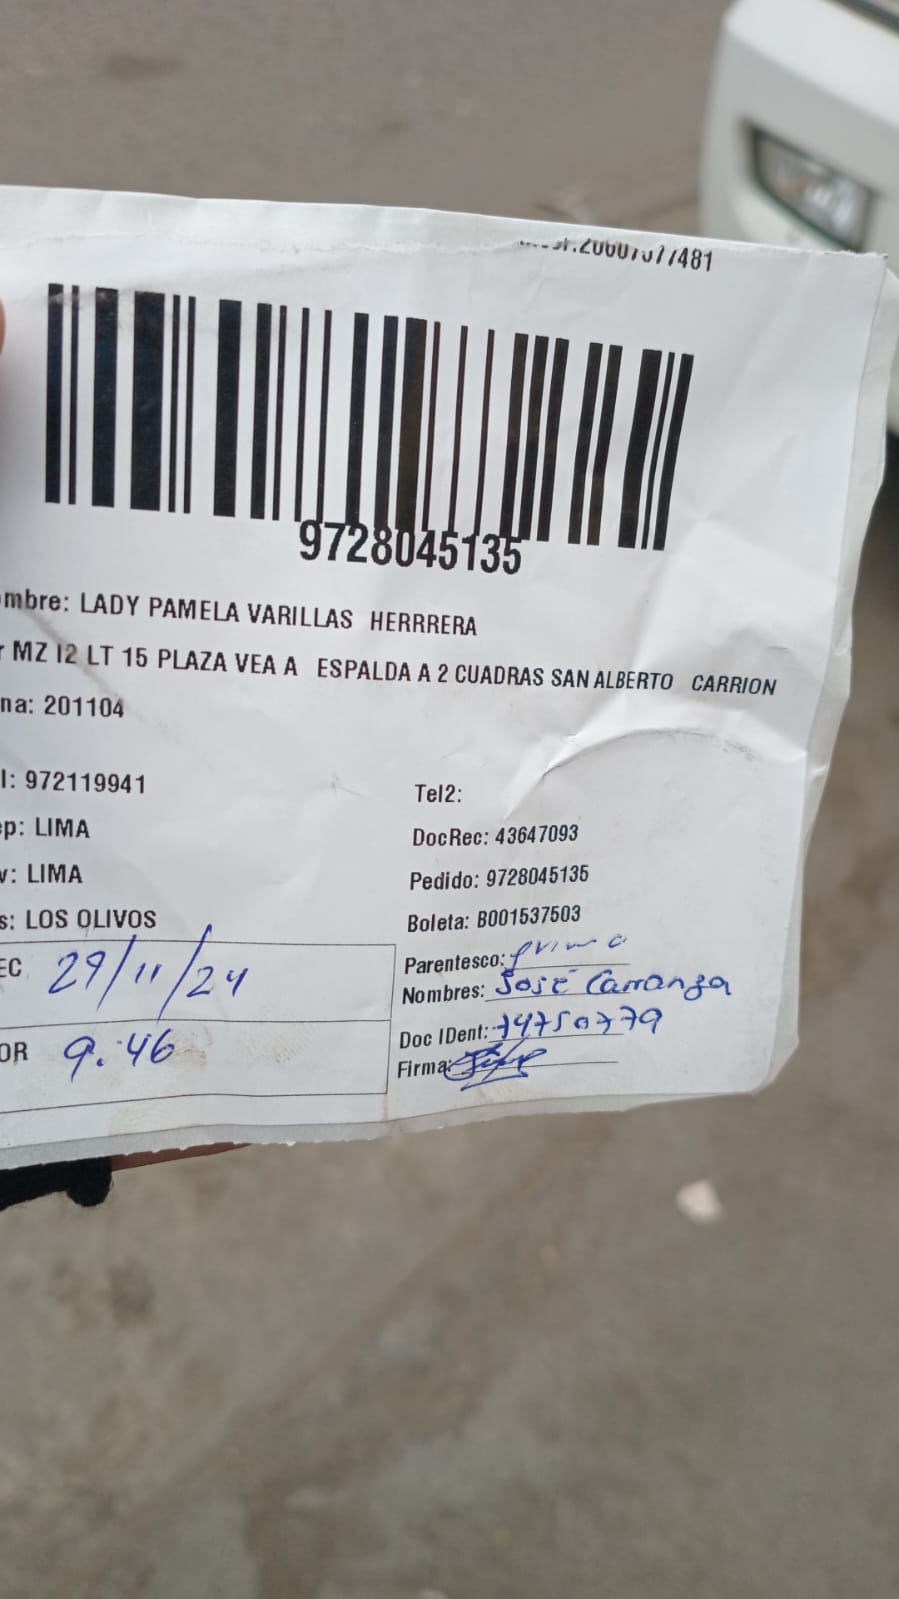 77481
9728045135
mbre: LADY PAMELA VARILLAS HERRRERA
r MZ I2 LT 15 PLAZA VEA A ESPALDA A 2 CUADRAS SAN ALBERTO CARRION
na: 201104
l: 972119941
Tel2:
p: LIMA
DocRec: 43647093
v: LIMA
Pedido: 9728045135
s: LOS OLIVOS
Boleta: B001537503
EC 29/11/24
Parentesco: primo
Nombres: José Carranza
OR 9:46
Doc IDent: 74750779
Firma: